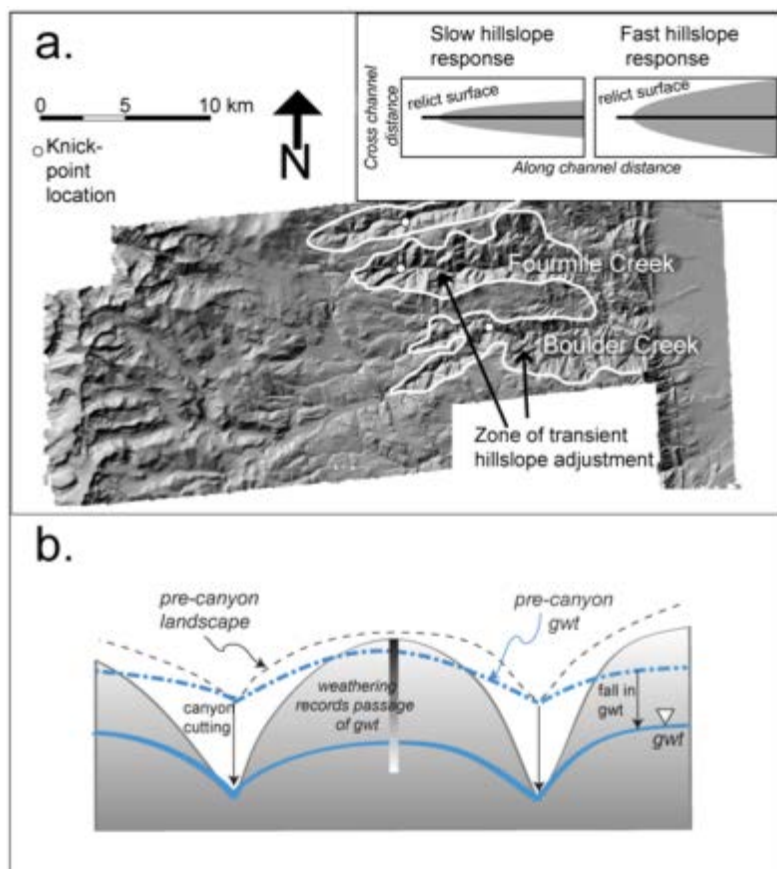 a.
0 5 10 km
Knick-
point
location
N
Slow hillslope
response
Fast hillslope
response
relict surface
relict surface
Cross channel
distance
Along channel distance
Fourmile Creek
Boulder Creek
Zone of transient
hillslope adjustment
b.
pre-canyon
landscape
pre-canyon
gwt
canyon
cutting
weathering
records passage
of gwt
fall in
gwt
gwt